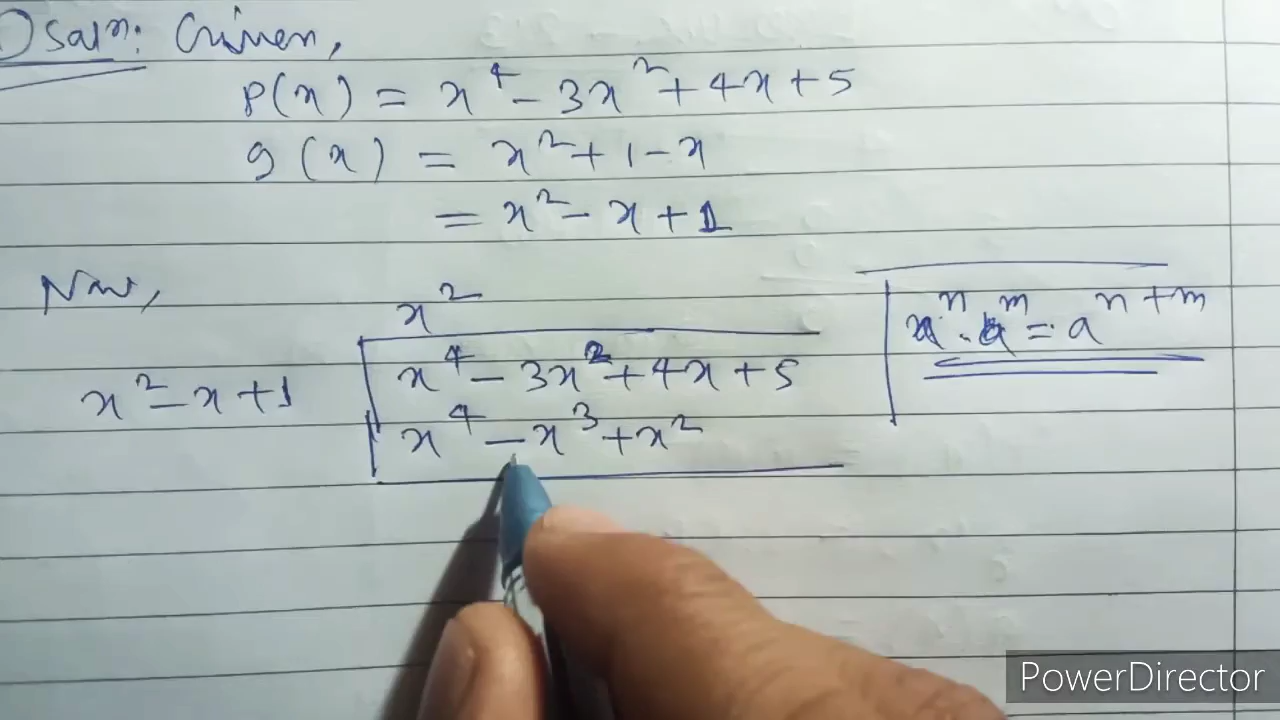 Soln: Given,
p(x) = x⁴ - 3x² + 4x + 5
g(x) = x² + 1 - x
= x² - x + 1
Now,
x²
aⁿ . aᵐ = aⁿ⁺ᵐ
x² - x + 1 x⁴ - 3x² + 4x + 5
x⁴ - x³ + x²
PowerDirector